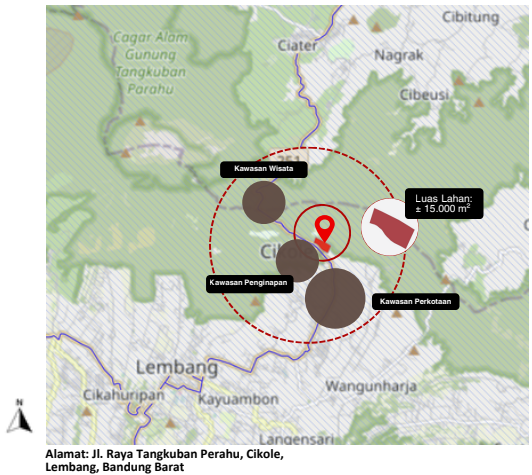 Cibitung
Cagar Alam
Gunung
Tangkuban
Parahu
Ciater
Nagrak
Cibeusi
Kawasan Wisata
Luas Lahan:
± 15.000 m²
Kawasan Penginapan
Kawasan Perkotaan
Lembang
Cikahuripan
Kayuambon
Wangunharja
Langensari
N
Alamat: Jl. Raya Tangkuban Perahu, Cikole,
Lembang, Bandung Barat